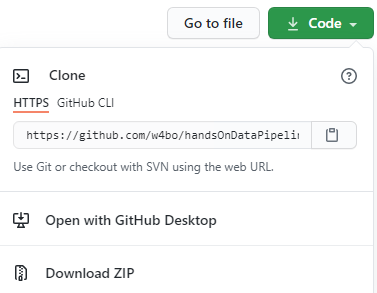 Go to file
Code
Clone
HTTPS GitHub CLI
https://github.com/w4bo/handsOnDataPipelin
Use Git or checkout with SVN using the web URL.
Open with GitHub Desktop
Download ZIP